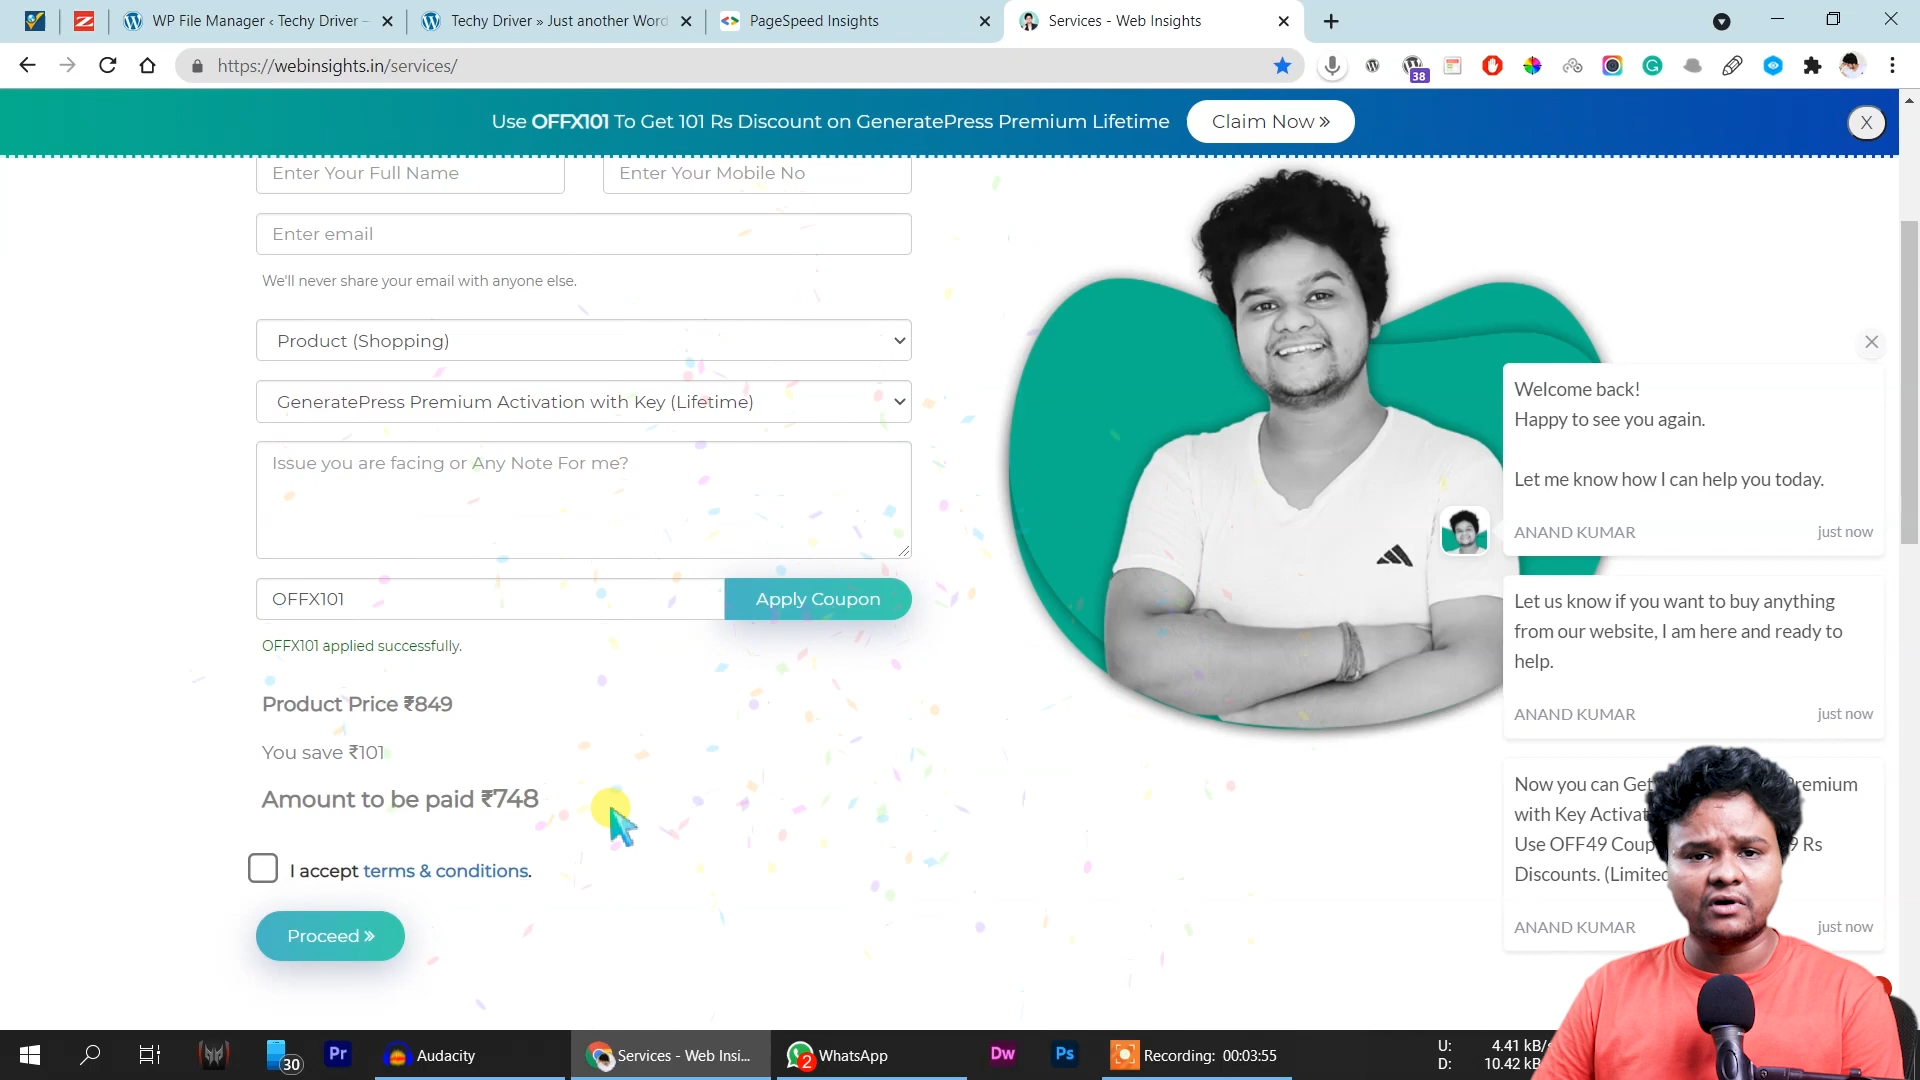 WP File Manager ‹ Techy Driver –
Techy Driver » Just another Word
PageSpeed Insights
Services - Web Insights
https://webinsights.in/services/
38
Use OFFX101 To Get 101 Rs Discount on GeneratePress Premium Lifetime
Claim Now »
X
Enter Your Full Name
Enter Your Mobile No
Enter email
We'll never share your email with anyone else.
Product (Shopping)
GeneratePress Premium Activation with Key (Lifetime)
Issue you are facing or Any Note For me?
OFFX101
Apply Coupon
OFFX101 applied successfully.
Product Price ₹849
You save ₹101
Amount to be paid ₹748
I accept terms & conditions.
Proceed »
Welcome back!
Happy to see you again.
Let me know how I can help you today.
ANAND KUMAR
just now
Let us know if you want to buy anything
from our website, I am here and ready to
help.
ANAND KUMAR
just now
Now you can Get
with Key
Use OFF49
Rs
Discounts.
ANAND KUMAR
just now
30
Pr
Audacity
Services - Web Insi...
2
WhatsApp
Dw
Ps
Recording: 00:03:55
U: 4.41 kB/s
D: 10.42 kB